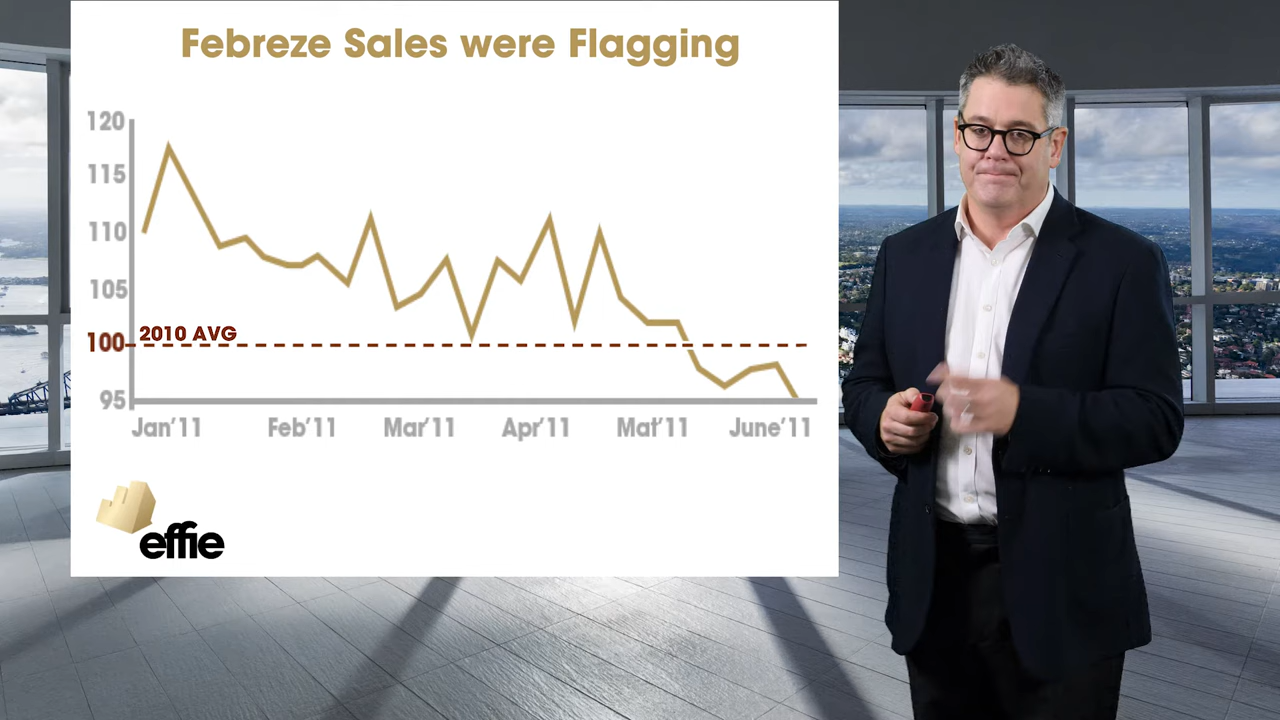 Febreze Sales were Flagging
120
115
110
105
100
2010 AVG
95
Jan'11 Feb'11 Mar'11 Apr'11 Mat'11 June'11
effie